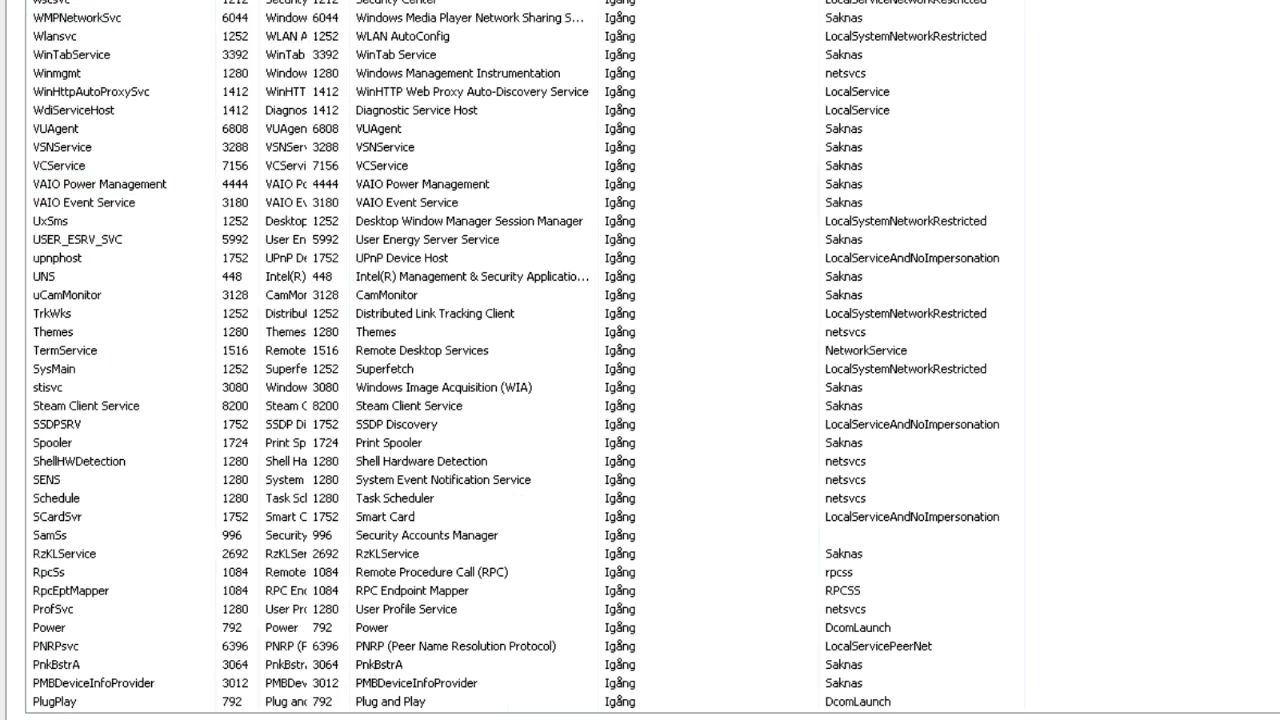 wscsvc 1212 Security 1212 Security Center Igång LocalServiceNetworkRestricted
WMPNetworkSvc 6044 Window 6044 Windows Media Player Network Sharing S... Igång Saknas
Wlansvc 1252 WLAN A 1252 WLAN AutoConfig Igång LocalSystemNetworkRestricted
WinTabService 3392 WinTab 3392 WinTab Service Igång Saknas
Winmgmt 1280 Window 1280 Windows Management Instrumentation Igång netsvcs
WinHttpAutoProxySvc 1412 WinHTT 1412 WinHTTP Web Proxy Auto-Discovery Service Igång LocalService
WdiServiceHost 1412 Diagnos 1412 Diagnostic Service Host Igång LocalService
VUAgent 6808 VUAgen 6808 VUAgent Igång Saknas
VSNService 3288 VSNServ 3288 VSNService Igång Saknas
VCService 7156 VCServi 7156 VCService Igång Saknas
VAIO Power Management 4444 VAIO Pc 4444 VAIO Power Management Igång Saknas
VAIO Event Service 3180 VAIO Ev 3180 VAIO Event Service Igång Saknas
UxSms 1252 Desktop 1252 Desktop Window Manager Session Manager Igång LocalSystemNetworkRestricted
USER_ESRV_SVC 5992 User En 5992 User Energy Server Service Igång Saknas
upnphost 1752 UPnP De 1752 UPnP Device Host Igång LocalServiceAndNoImpersonation
UNS 448 Intel(R) 448 Intel(R) Management & Security Applicatio... Igång Saknas
uCamMonitor 3128 CamMor 3128 CamMonitor Igång Saknas
TrkWks 1252 Distribut 1252 Distributed Link Tracking Client Igång LocalSystemNetworkRestricted
Themes 1280 Themes 1280 Themes Igång netsvcs
TermService 1516 Remote 1516 Remote Desktop Services Igång NetworkService
SysMain 1252 Superfe 1252 Superfetch Igång LocalSystemNetworkRestricted
stisvc 3080 Window 3080 Windows Image Acquisition (WIA) Igång Saknas
Steam Client Service 8200 Steam C 8200 Steam Client Service Igång Saknas
SSDPSRV 1752 SSDP Di 1752 SSDP Discovery Igång LocalServiceAndNoImpersonation
Spooler 1724 Print Sp 1724 Print Spooler Igång Saknas
ShellHWDetection 1280 Shell Ha 1280 Shell Hardware Detection Igång netsvcs
SENS 1280 System 1280 System Event Notification Service Igång netsvcs
Schedule 1280 Task Scl 1280 Task Scheduler Igång netsvcs
SCardSvr 1752 Smart C 1752 Smart Card Igång LocalServiceAndNoImpersonation
SamSs 996 Security 996 Security Accounts Manager Igång
RzKLService 2692 RzKLSer 2692 RzKLService Igång Saknas
RpcSs 1084 Remote 1084 Remote Procedure Call (RPC) Igång rpcss
RpcEptMapper 1084 RPC Enc 1084 RPC Endpoint Mapper Igång RPCSS
ProfSvc 1280 User Pro 1280 User Profile Service Igång netsvcs
Power 792 Power 792 Power Igång DcomLaunch
PNRPsvc 6396 PNRP (F 6396 PNRP (Peer Name Resolution Protocol) Igång LocalServicePeerNet
PnkBstrA 3064 PnkBstr. 3064 PnkBstrA Igång Saknas
PMBDeviceInfoProvider 3012 PMBDev 3012 PMBDeviceInfoProvider Igång Saknas
PlugPlay 792 Plug anc 792 Plug and Play Igång DcomLaunch